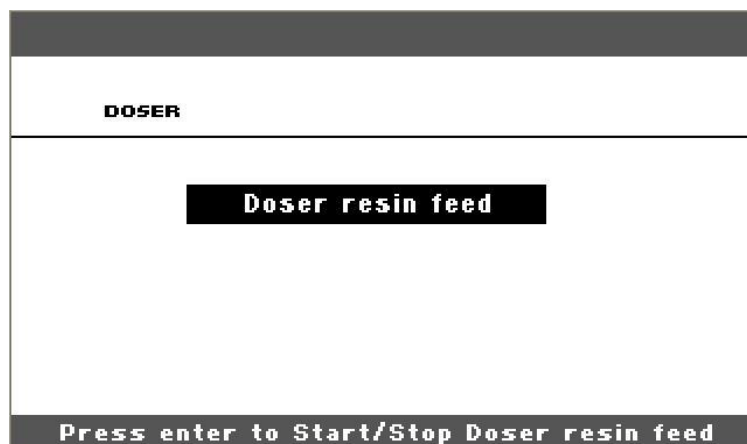 DOSER
Doser resin feed
Press enter to Start/Stop Doser resin feed